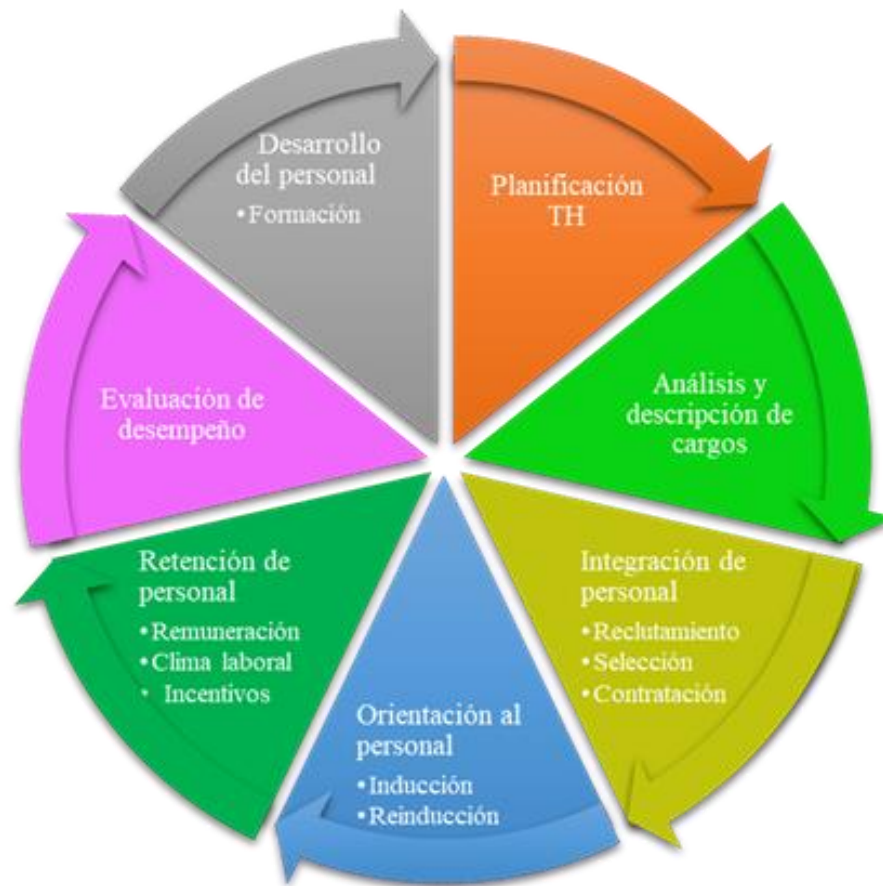 Planificación
TH
Análisis y
descripción de
cargos
Integración de
personal
•Reclutamiento
•Selección
•Contratación
Orientación al
personal
•Inducción
•Reinducción
Retención de
personal
•Remuneración
•Clima laboral
• Incentivos
Evaluación de
desempeño
Desarrollo
del personal
•Formación